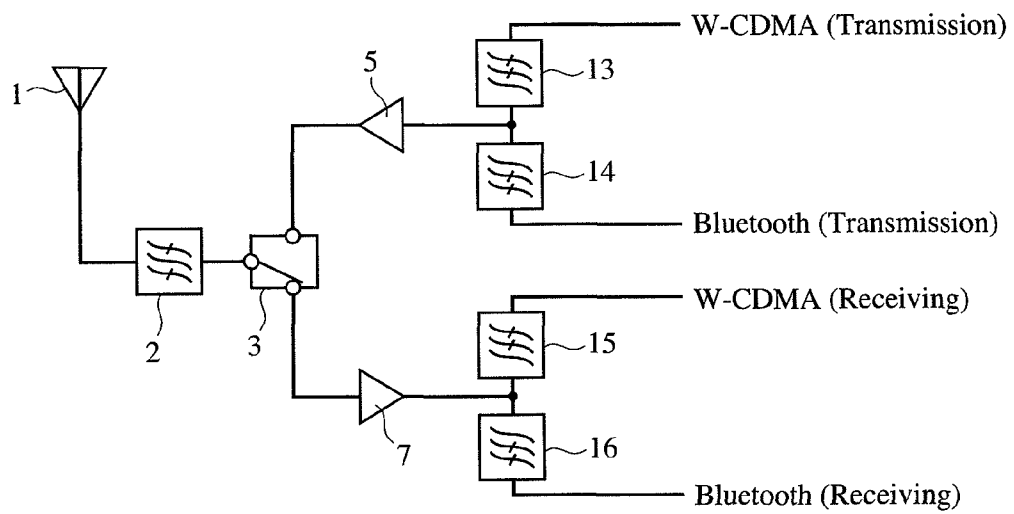 W-CDMA (Transmission)
13
5
1
14
Bluetooth (Transmission)
W-CDMA (Receiving)
2
3
15
7
16
Bluetooth (Receiving)